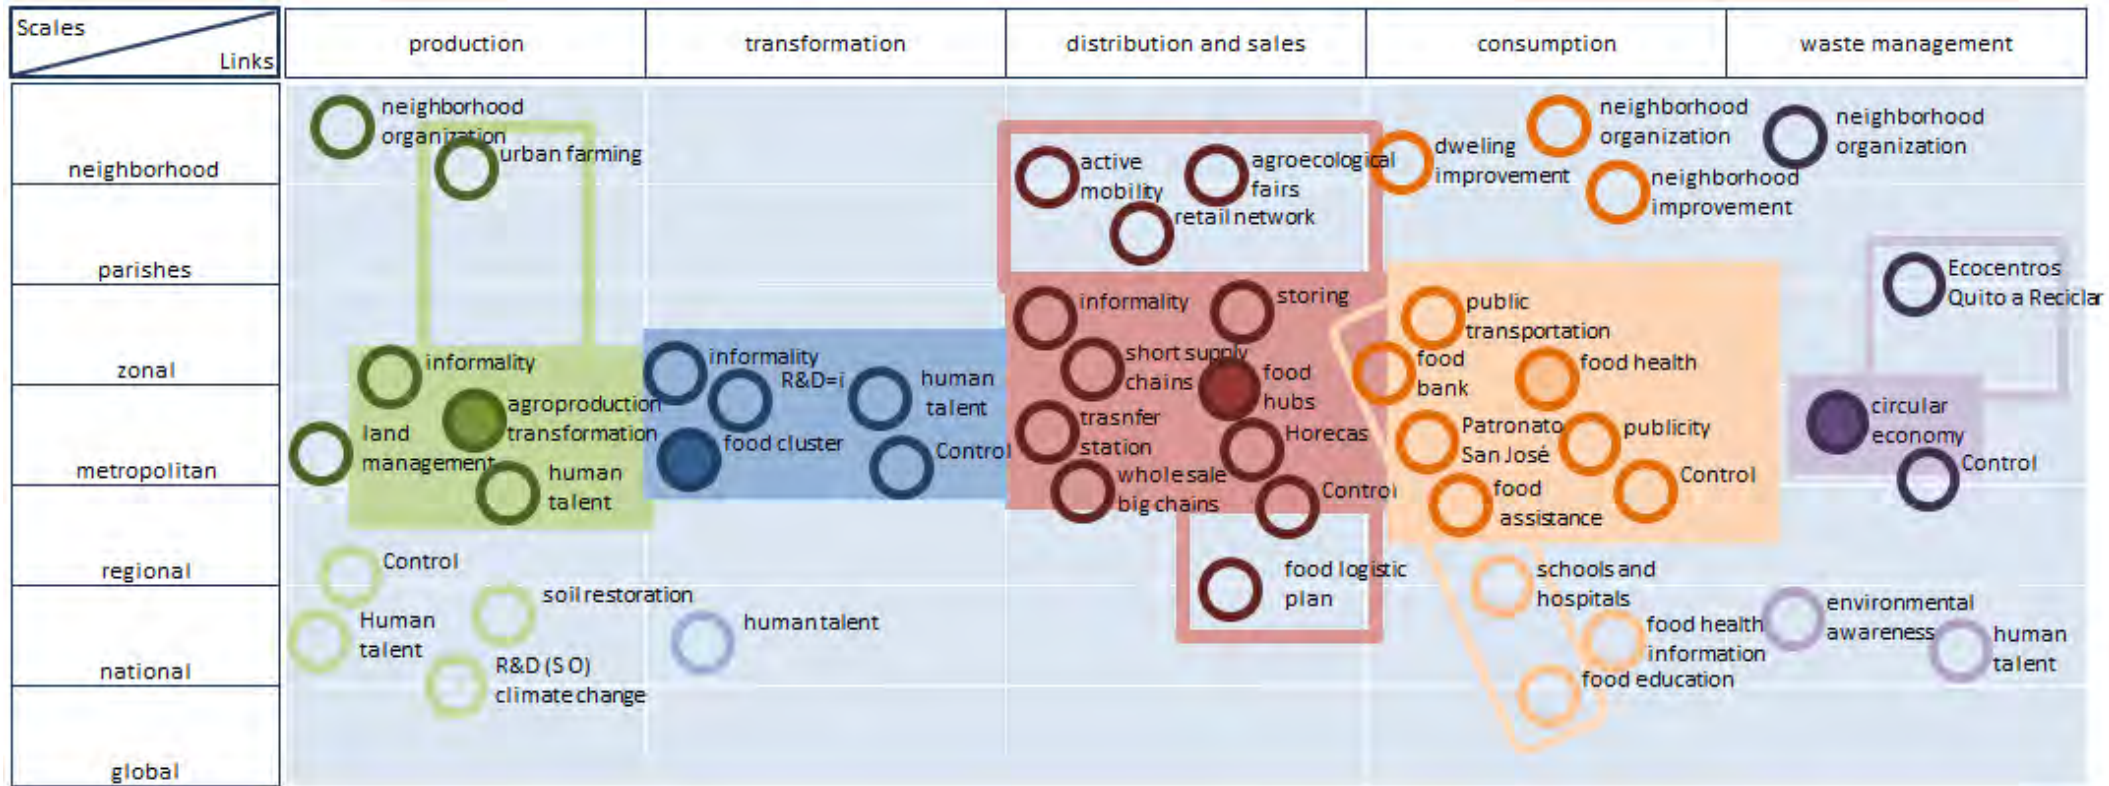 Scales
Links
production
transformation
distribution and sales
consumption
waste management
neighborhood
parishes
zonal
metropolitan
regional
national
global
neighborhood
organization
urban farming
informality
agroproduction
transformation
land
management
human
talent
Control
soil restoration
Human
talent
R&D (S O)
climate change
informality
R&D=i
human
talent
food cluster
Control
human talent
active
mobility
agroecological
fairs
retail network
informality
storing
short supply
chains
food
hubs
trasnfer
station
Horecas
whole sale
big chains
Control
food logistic
plan
dweling
improvement
neighborhood
organization
neighborhood
improvement
public
transportation
food
bank
food health
Patronato
San José
publicity
Control
food
assistance
schools and
hospitals
food health
information
food education
neighborhood
organization
Ecocentros
Quito a Reciclar
circular
economy
Control
environmental
awareness
human
talent